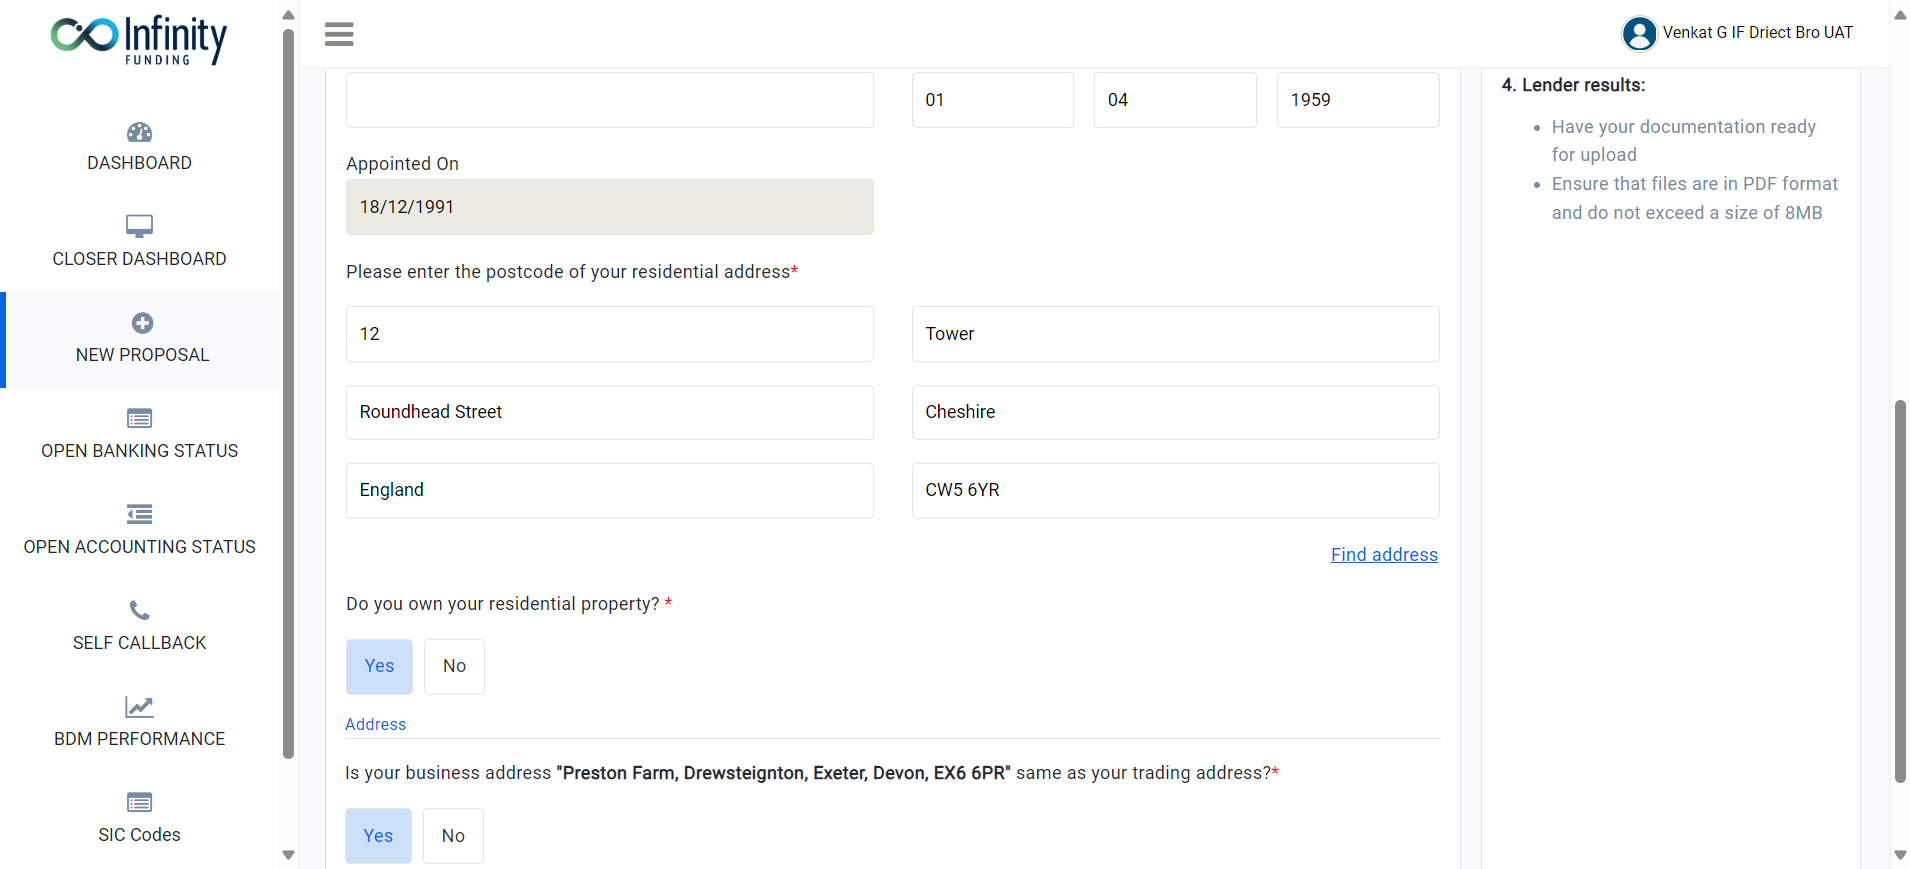 Infinity
FUNDING
DASHBOARD
CLOSER DASHBOARD
NEW PROPOSAL
OPEN BANKING STATUS
OPEN ACCOUNTING STATUS
SELF CALLBACK
BDM PERFORMANCE
SIC Codes
Venkat G IF Driect Bro UAT
01 04 1959
Appointed On
18/12/1991
Please enter the postcode of your residential address*
12 Tower
Roundhead Street Cheshire
England CW5 6YR
Find address
Do you own your residential property? *
Yes No
Address
Is your business address "Preston Farm, Drewsteignton, Exeter, Devon, EX6 6PR" same as your trading address?*
Yes No
4. Lender results:
• Have your documentation ready
for upload
• Ensure that files are in PDF format
and do not exceed a size of 8MB